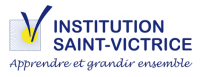 INSTITUTION
SAINT-VICTRICE
Apprendre et grandir ensemble